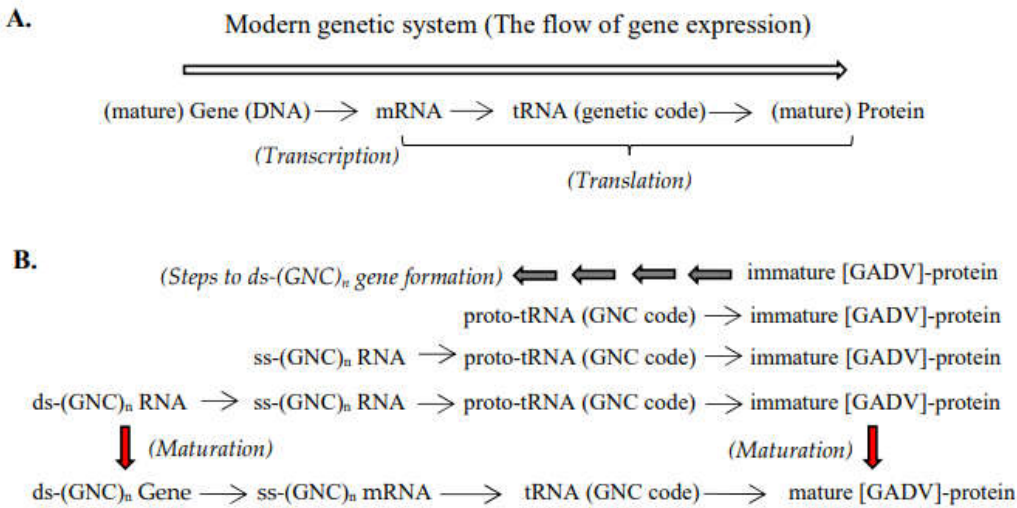 A.
Modern genetic system (The flow of gene expression)
(mature) Gene (DNA) → mRNA → tRNA (genetic code) → (mature) Protein
(Transcription)
(Translation)
B.
(Steps to ds-(GNC)ₙ gene formation) immature [GADV]-protein
proto-tRNA (GNC code) → immature [GADV]-protein
ss-(GNC)ₙ RNA → proto-tRNA (GNC code) → immature [GADV]-protein
ds-(GNC)ₙ RNA → ss-(GNC)ₙ RNA → proto-tRNA (GNC code) → immature [GADV]-protein
(Maturation) (Maturation)
ds-(GNC)ₙ Gene → ss-(GNC)ₙ mRNA → tRNA (GNC code) → mature [GADV]-protein